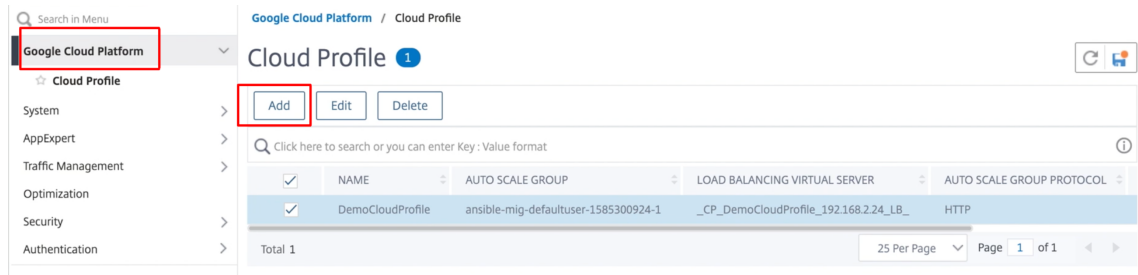 Search in Menu
Google Cloud Platform
Cloud Profile
System
AppExpert
Traffic Management
Optimization
Security
Authentication
Google Cloud Platform / Cloud Profile
Cloud Profile 1
Add Edit Delete
Click here to search or you can enter Key : Value format
NAME AUTO SCALE GROUP LOAD BALANCING VIRTUAL SERVER AUTO SCALE GROUP PROTOCOL
DemoCloudProfile ansible-mig-defaultuser-1585300924-1 _CP_DemoCloudProfile_192.168.2.24_LB_ HTTP
Total 1 25 Per Page Page 1 of 1